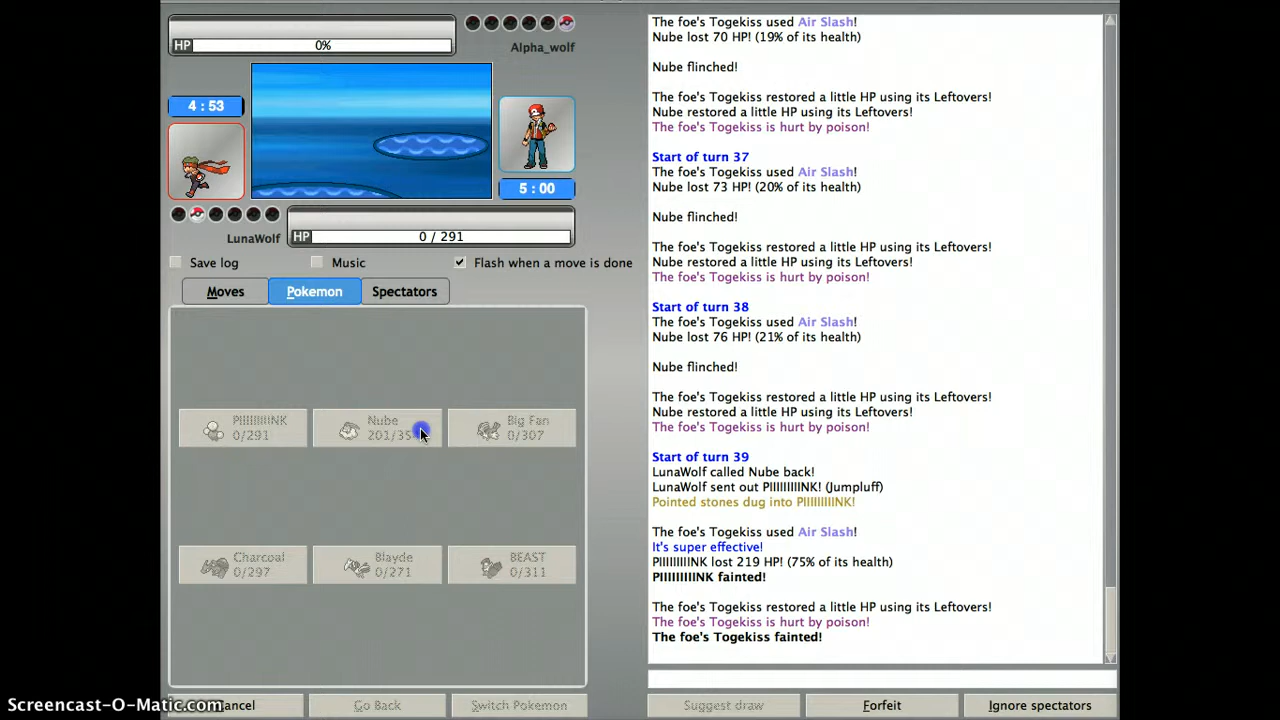 HP 0%
Alpha_wolf
4 : 53
5 : 00
LunaWolf
HP 0 / 291
Save log
Music
Flash when a move is done
Moves
Pokemon
Spectators
PIIIIIIIINK
0/291
Nube
201/35
Big Fan
0/307
Charcoal
0/297
Blayde
0/271
BEAST
0/311
Cancel
Go Back
Switch Pokemon
Screencast-O-Matic.com
The foe's Togekiss used Air Slash!
Nube lost 70 HP! (19% of its health)
Nube flinched!
The foe's Togekiss restored a little HP using its Leftovers!
Nube restored a little HP using its Leftovers!
The foe's Togekiss is hurt by poison!
Start of turn 37
The foe's Togekiss used Air Slash!
Nube lost 73 HP! (20% of its health)
Nube flinched!
The foe's Togekiss restored a little HP using its Leftovers!
Nube restored a little HP using its Leftovers!
The foe's Togekiss is hurt by poison!
Start of turn 38
The foe's Togekiss used Air Slash!
Nube lost 76 HP! (21% of its health)
Nube flinched!
The foe's Togekiss restored a little HP using its Leftovers!
Nube restored a little HP using its Leftovers!
The foe's Togekiss is hurt by poison!
Start of turn 39
LunaWolf called Nube back!
LunaWolf sent out PIIIIIIIINK! (Jumpluff)
Pointed stones dug into PIIIIIIIINK!
The foe's Togekiss used Air Slash!
It's super effective!
PIIIIIIIINK lost 219 HP! (75% of its health)
PIIIIIIIINK fainted!
The foe's Togekiss restored a little HP using its Leftovers!
The foe's Togekiss is hurt by poison!
The foe's Togekiss fainted!
Suggest draw
Forfeit
Ignore spectators